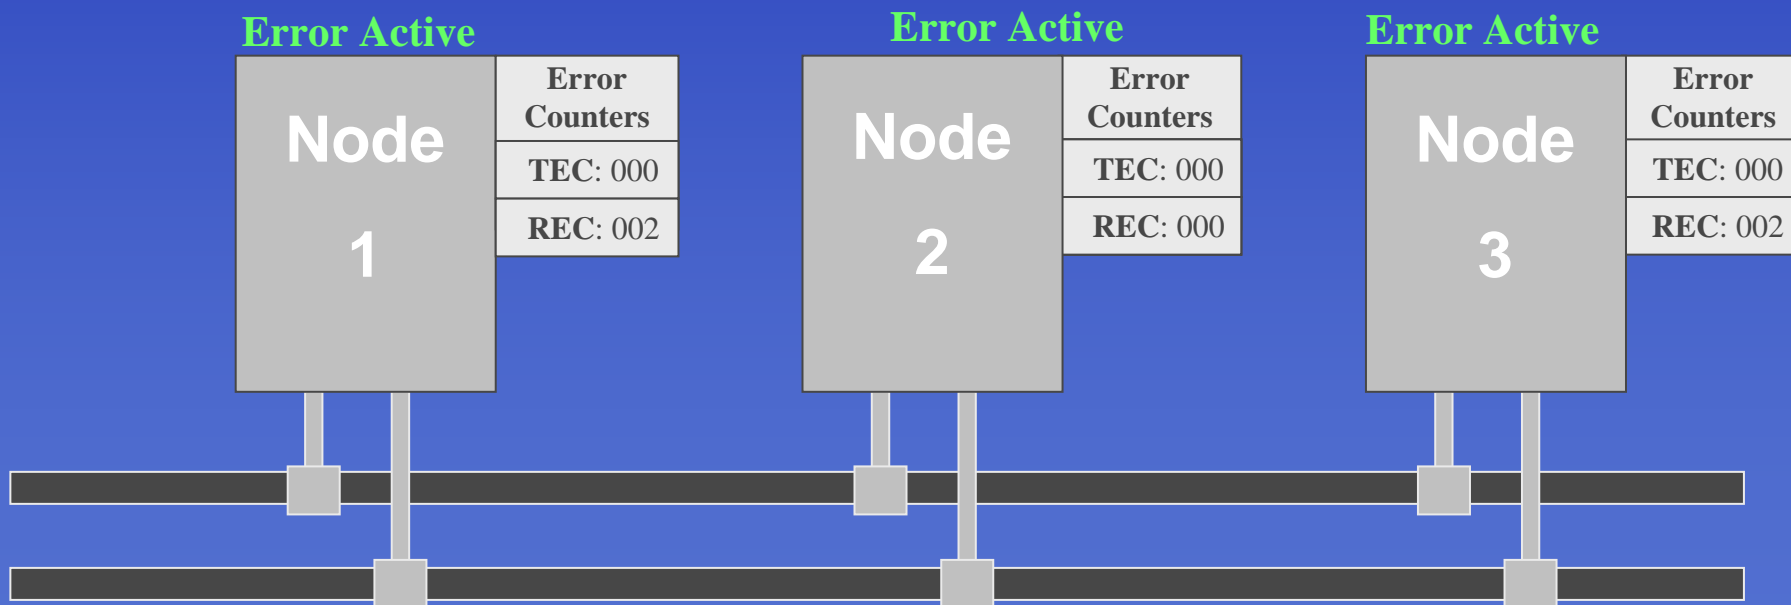 Error Active
Node
1
Error
Counters
TEC: 000
REC: 002
Error Active
Node
2
Error
Counters
TEC: 000
REC: 000
Error Active
Node
3
Error
Counters
TEC: 000
REC: 002